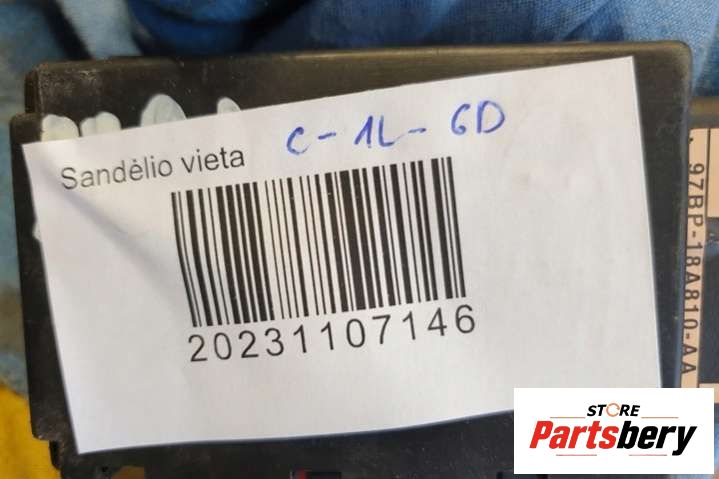 Sandėlio vieta C-1L-6D
20231107146
97BP-18A810-AA
STORE
Partsbery